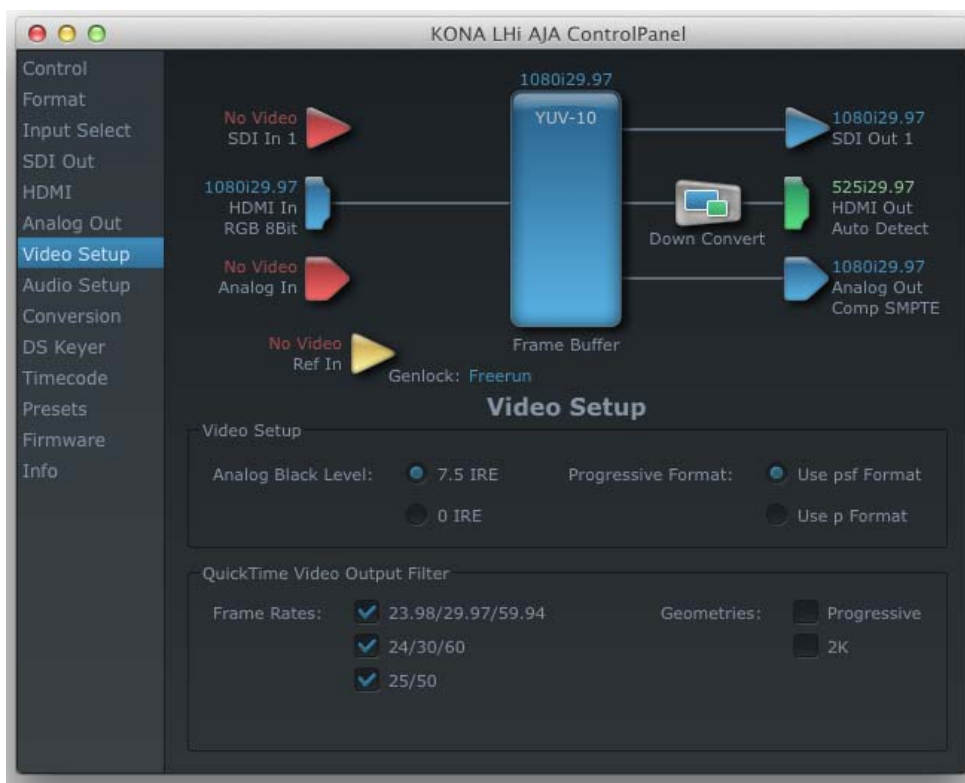 KONA LHi AJA ControlPanel
Control
Format
Input Select
SDI Out
HDMI
Analog Out
Video Setup
Audio Setup
Conversion
DS Keyer
Timecode
Presets
Firmware
Info
1080i29.97
YUV-10
Frame Buffer
No Video
SDI In 1
1080i29.97
HDMI In
RGB 8Bit
No Video
Analog In
No Video
Ref In
Genlock: Freerun
1080i29.97
SDI Out 1
Down Convert
525i29.97
HDMI Out
Auto Detect
1080i29.97
Analog Out
Comp SMPTE
Video Setup
Video Setup
Analog Black Level:
7.5 IRE
0 IRE
Progressive Format:
Use psf Format
Use p Format
QuickTime Video Output Filter
Frame Rates:
23.98/29.97/59.94
24/30/60
25/50
Geometries:
Progressive
2K